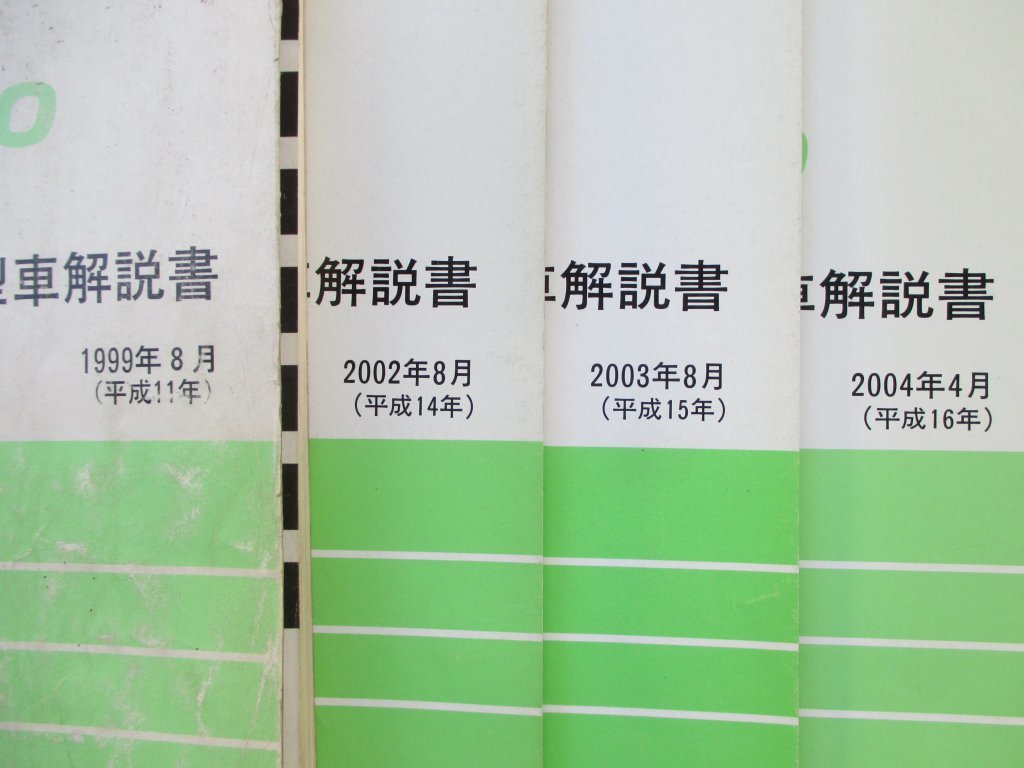 o
型車解説書
1999年8月
（平成11年）
車解説書
2002年8月
（平成14年）
車解説書
2003年8月
（平成15年）
車解説書
2004年4月
（平成16年）